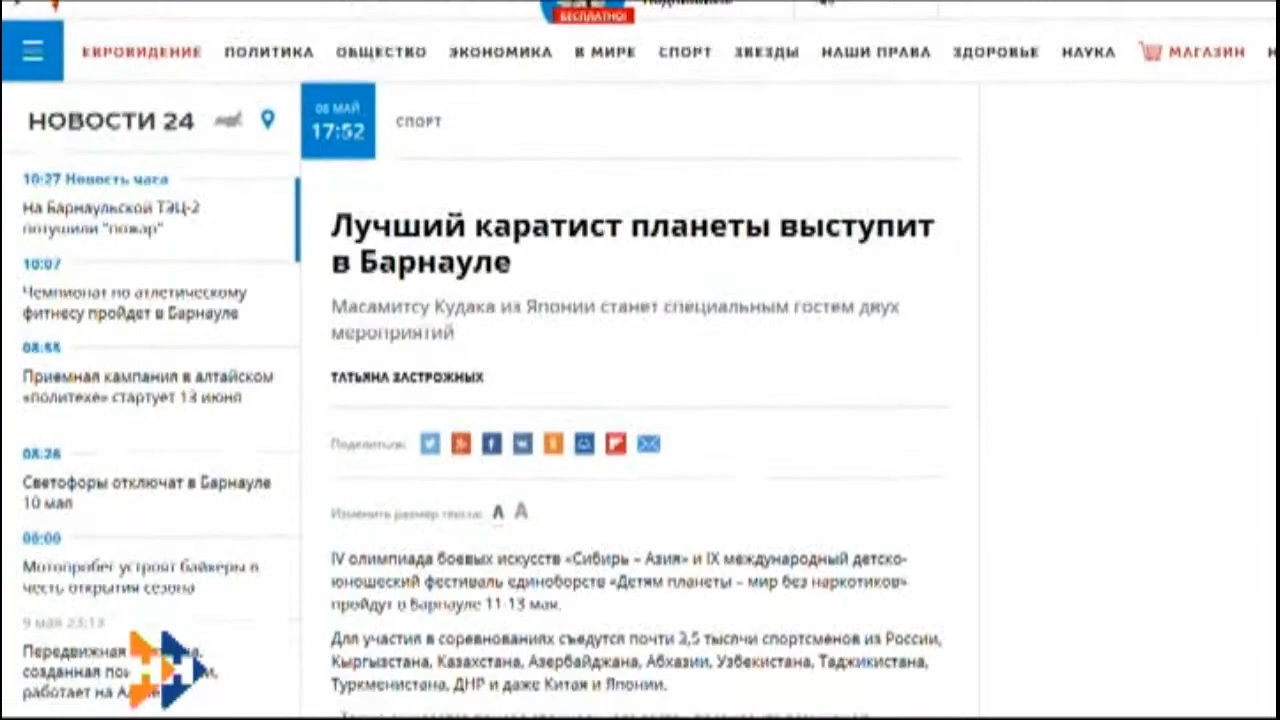 БЕСПЛАТНО!
ЕВРОВИДЕНИЕ ПОЛИТИКА ОБЩЕСТВО ЭКОНОМИКА В МИРЕ СПОРТ ЗВЕЗДЫ НАШИ ПРАВА ЗДОРОВЬЕ НАУКА МАГАЗИН
НОВОСТИ 24
10:27 Новость часа
На Барнаульской ТЭЦ-2
потушили "пожар"
10:07
Чемпионат по атлетическому
фитнесу пройдет в Барнауле
08:55
Приемная кампания в алтайском
«политехе» стартует 13 июня
08:26
Светофоры отключат в Барнауле
10 мая
06:00
Мотопробег устроят байкеры в
честь открытия сезона
9 мая 23:13
Передвижная
созданная
работает на
08 МАЙ
17:52
СПОРТ
Лучший каратист планеты выступит
в Барнауле
Масамитсу Кудака из Японии станет специальным гостем двух
мероприятий
ТАТЬЯНА ЗАСТРОЖНЫХ
Поделиться:
Изменить размер текста: A A
IV олимпиада боевых искусств «Сибирь – Азия» и IX международный детско-
юношеский фестиваль единоборств «Детям планеты – мир без наркотиков»
пройдут в Барнауле 11-13 мая.
Для участия в соревнованиях съедутся почти 2,5 тысячи спортсменов из России,
Кыргызстана, Казахстана, Азербайджана, Абхазии, Узбекистана, Таджикистана,
Туркменистана, ДНР и даже Китая и Японии.